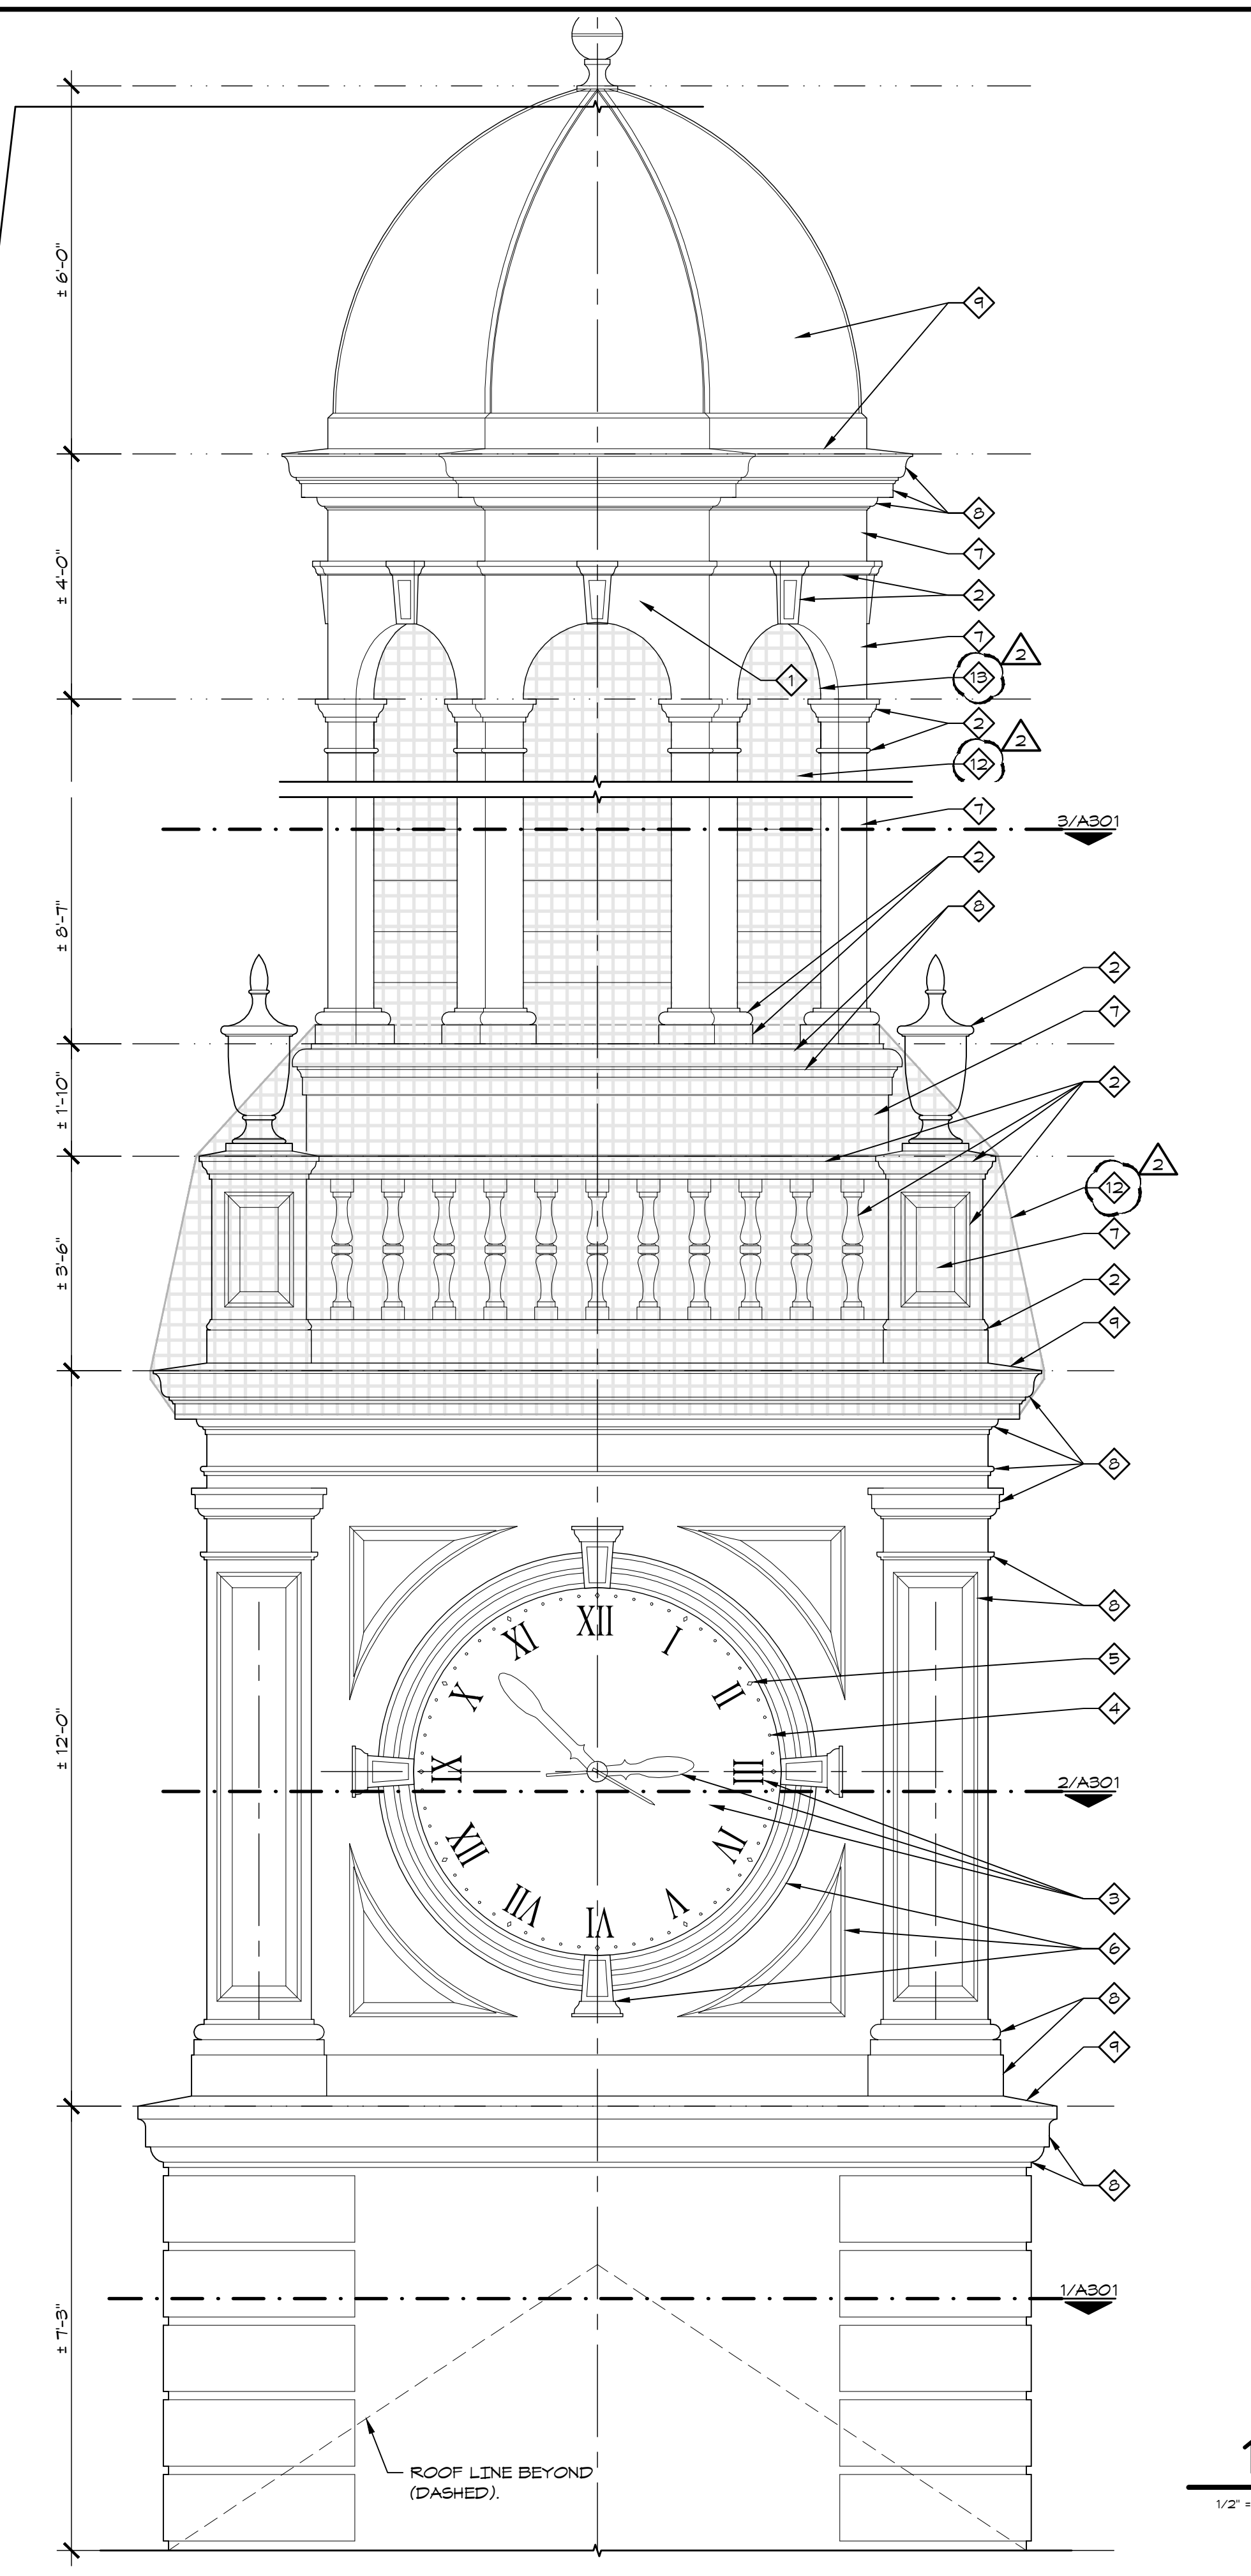 ± 6'-0"
9
8
7
± 4'-0"
2
7
2
13
1
2
2
12
7
3/A301
2
8
± 8'-7"
2
7
2
± 1'-10"
2
12
7
± 3'-6"
2
9
8
8
5
XII
XI
I
X
II
4
± 12'-0"
IX
III
2/A301
VIII
IV
VII
V
VI
3
6
8
9
8
1/A301
± 7'-3"
ROOF LINE BEYOND
(DASHED).
1/2" =